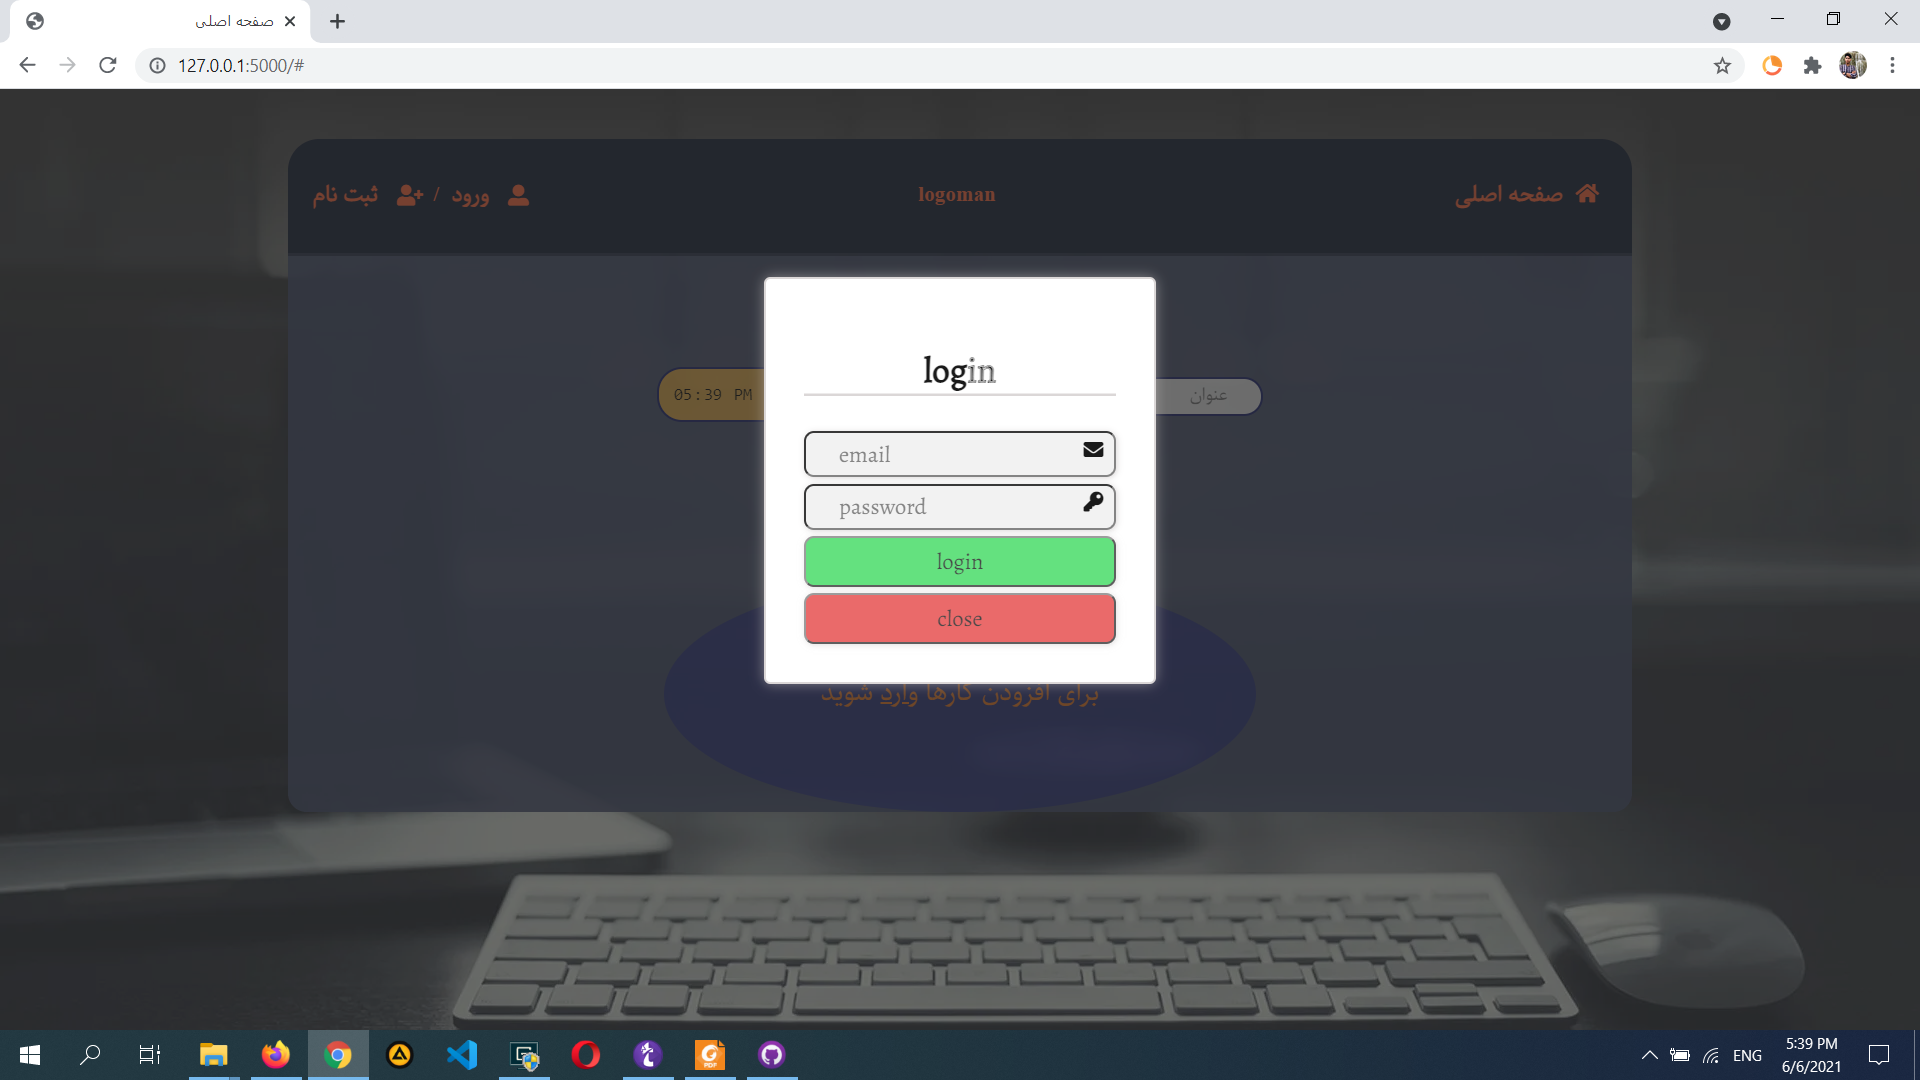 صفحه اصلی
127.0.0.1:5000/#
صفحه اصلی
logoman
ورود / ثبت نام
login
عنوان
05:39 PM
email
password
login
close
برای افزودن کارها وارد شوید
ENG
5:39 PM
6/6/2021
PDF